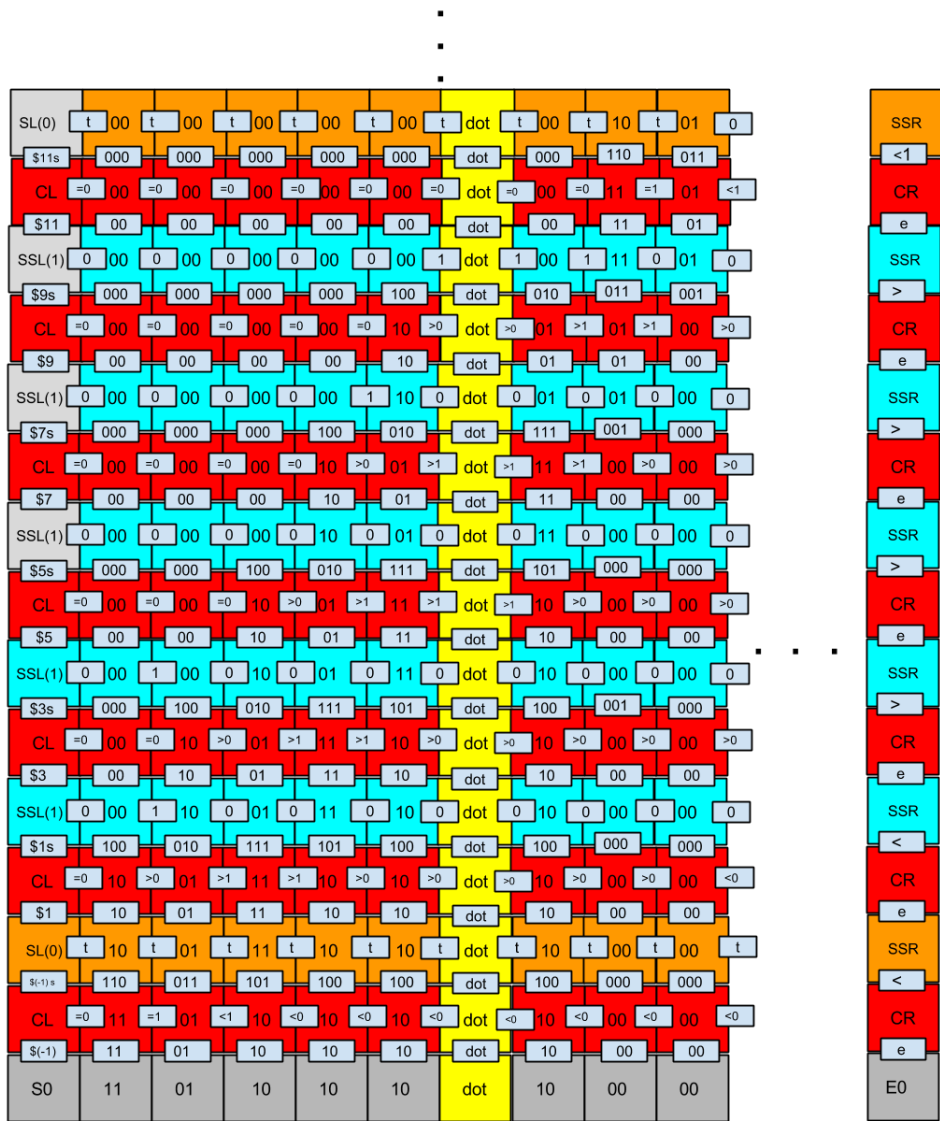 .
.
.
SL(0) t 00 t 00 t 00 t 00 t 00 t dot t 00 t 10 t 01 0 SSR
$11s 000 000 000 000 000 dot 000 110 011 <1
CL =0 00 =0 00 =0 00 =0 00 =0 00 =0 dot =0 00 =0 11 =1 01 <1 CR
$11 00 00 00 00 00 dot 00 11 01 e
SSL(1) 0 00 0 00 0 00 0 00 0 00 1 dot 1 00 1 11 0 01 0 SSR
$9s 000 000 000 000 100 dot 010 011 001 >
CL =0 00 =0 00 =0 00 =0 00 =0 10 >0 dot >0 01 >1 01 >1 00 >0 CR
$9 00 00 00 00 10 dot 01 01 00 e
SSL(1) 0 00 0 00 0 00 0 00 1 10 0 dot 0 01 0 01 0 00 0 SSR
$7s 000 000 000 100 010 dot 111 001 000 >
CL =0 00 =0 00 =0 00 =0 10 >0 01 >1 dot >1 11 >1 00 >0 00 >0 CR
$7 00 00 00 10 01 dot 11 00 00 e
SSL(1) 0 00 0 00 0 00 0 10 0 01 0 dot 0 11 0 00 0 00 0 SSR
$5s 000 000 100 010 111 dot 101 000 000 >
CL =0 00 =0 00 =0 10 >0 01 >1 11 >1 dot >1 10 >0 00 >0 00 >0 CR
$5 00 00 10 01 11 dot 10 00 00 e
. . .
SSL(1) 0 00 1 00 0 10 0 01 0 11 0 dot 0 10 0 00 0 00 0 SSR
$3s 000 100 010 111 101 dot 100 001 000 >
CL =0 00 =0 10 >0 01 >1 11 >1 10 >0 dot >0 10 >0 00 >0 00 >0 CR
$3 00 10 01 11 10 dot 10 00 00 e
SSL(1) 0 00 1 10 0 01 0 11 0 10 0 dot 0 10 0 00 0 00 0 SSR
$1s 100 010 111 101 100 dot 100 000 000 <
CL =0 10 >0 01 >1 11 >1 10 >0 10 >0 dot >0 10 >0 00 >0 00 <0 CR
$1 10 01 11 10 10 dot 10 00 00 e
SL(0) t 10 t 01 t 11 t 10 t 10 t dot t 10 t 00 t 00 t SSR
$(-1) s 110 011 101 100 100 dot 100 000 000 <
CL =0 11 =1 01 <1 10 <0 10 <0 10 <0 dot <0 10 <0 00 <0 00 <0 CR
$(-1) 11 01 10 10 10 dot 10 00 00 e
S0 11 01 10 10 10 dot 10 00 00 E0